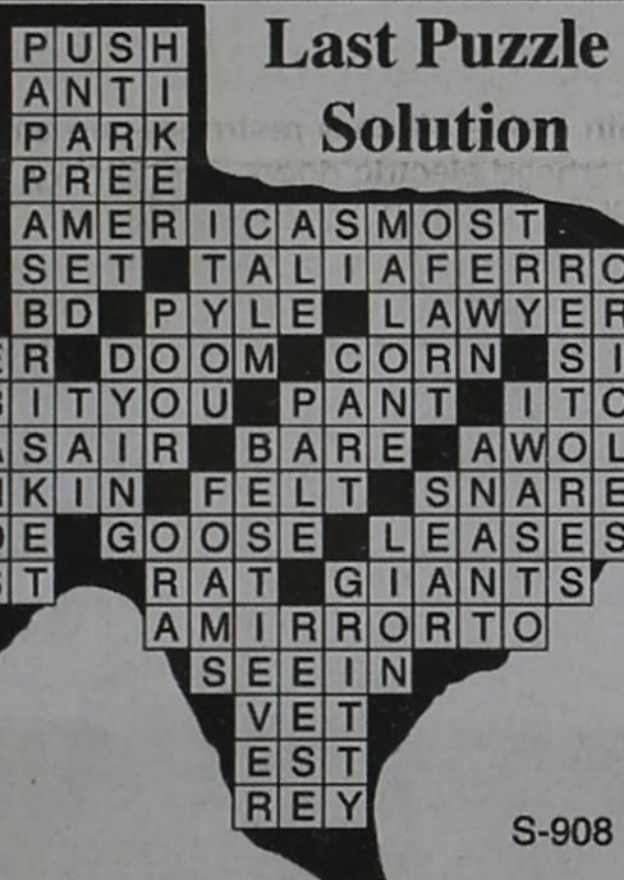 Last Puzzle
Solution
PUSH
ANTI
PARK
PREE
AMERICASMOST
SET TALIAFERRO
BD PYLE LAWYER
R DOOM CORN SI
ITYOU PANT ITO
SAIR BARE AWOL
KIN FELT SNARE
E GOOSE LEASES
T RAT GIANTS
AMIRRORTO
SEEIN
VET
EST
REY
S-908